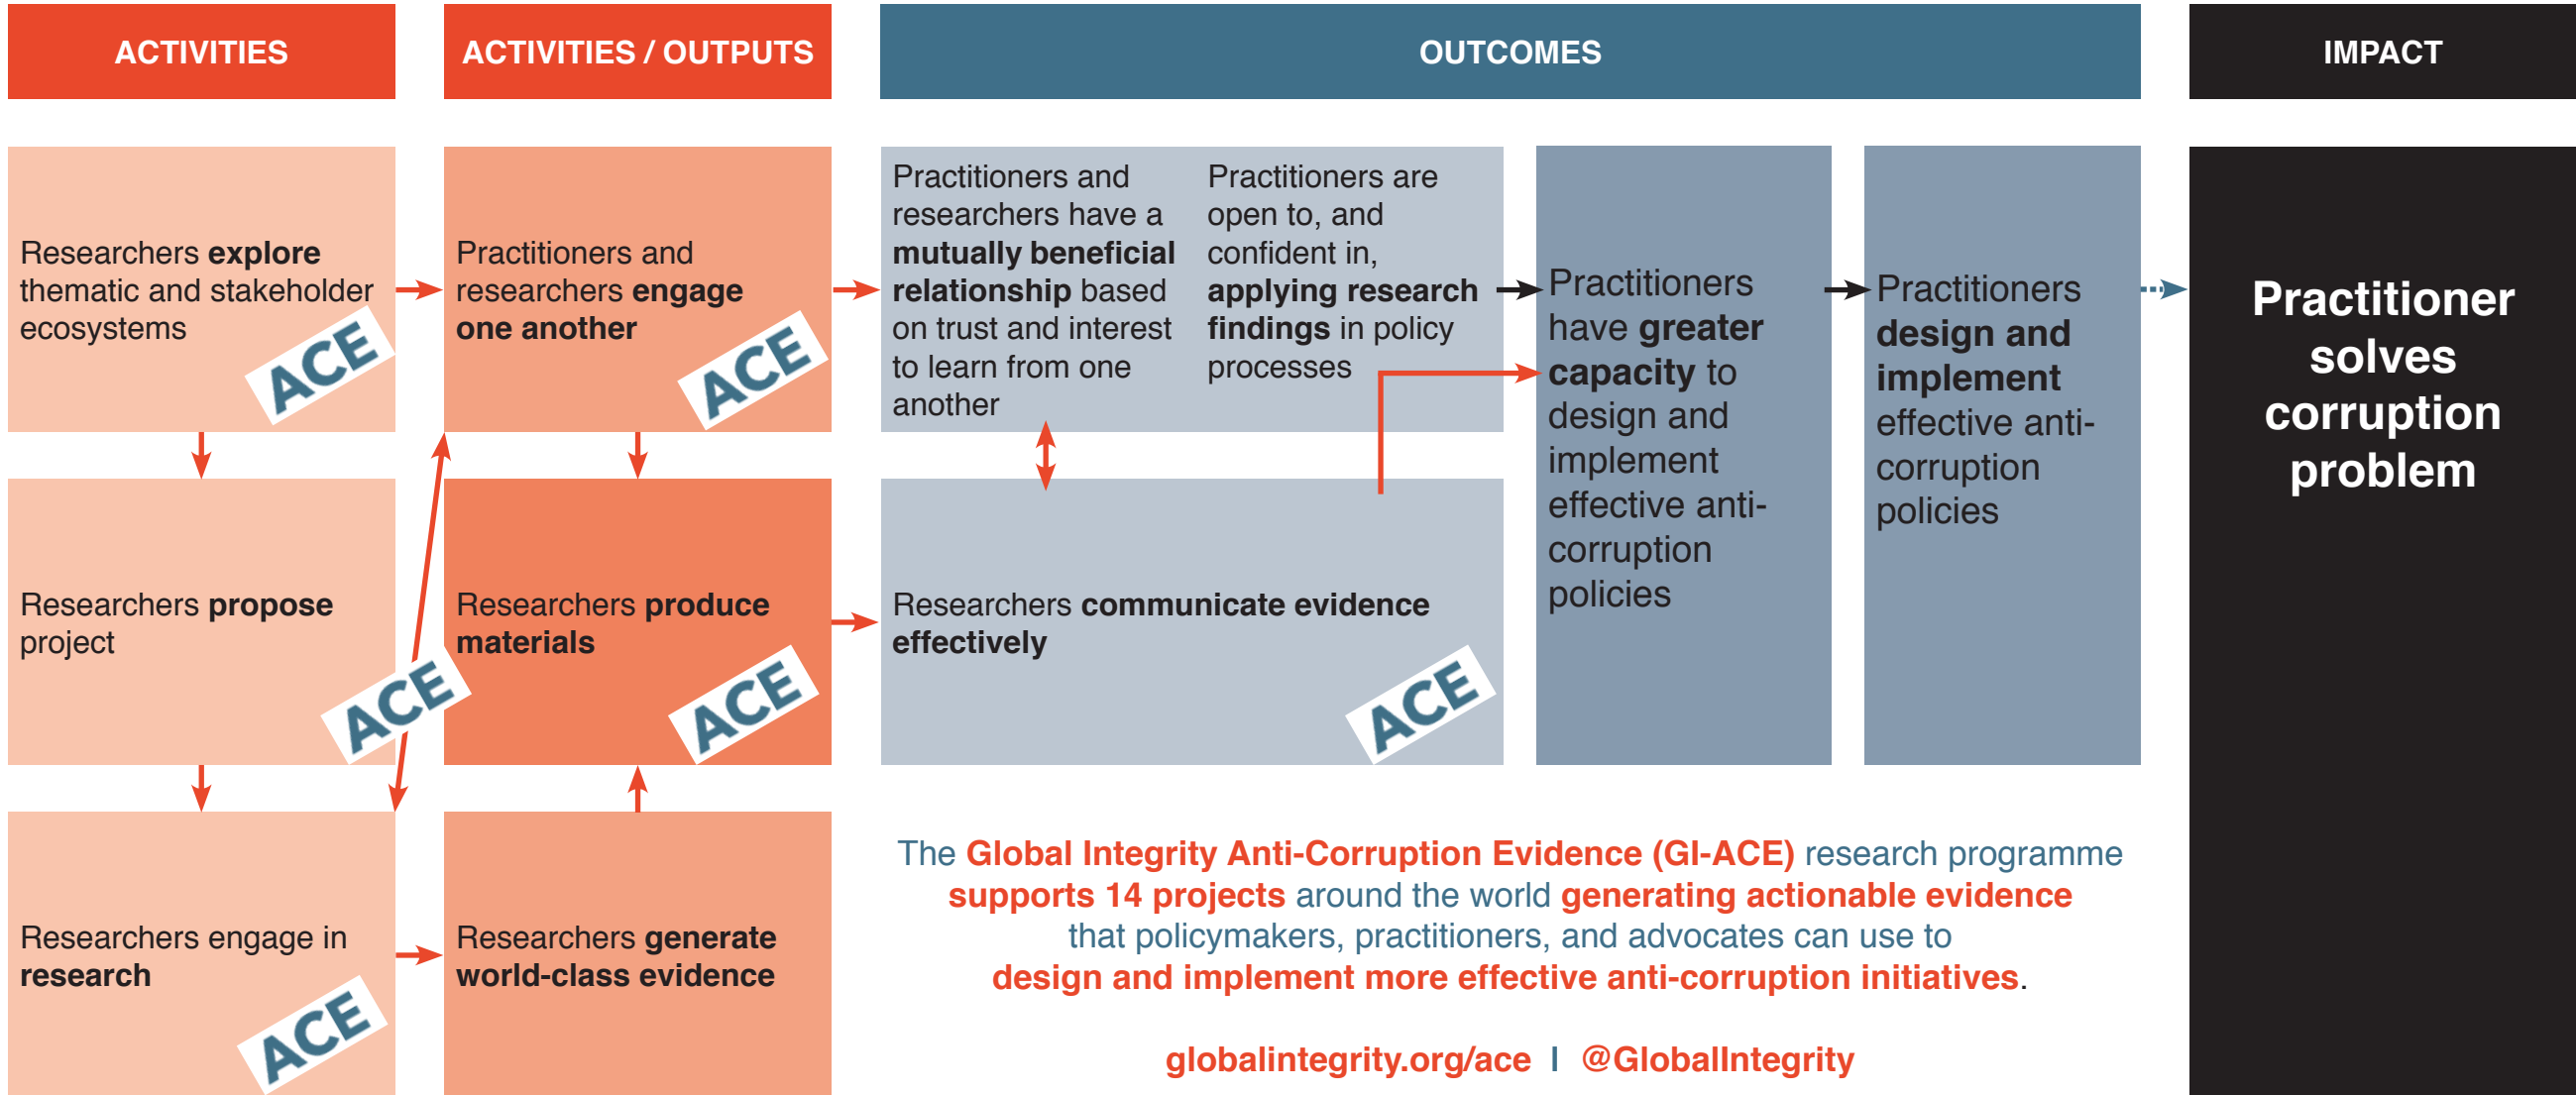 ACTIVITIES
ACTIVITIES / OUTPUTS
OUTCOMES
IMPACT
Researchers explore
thematic and stakeholder
ecosystems
ACE
Practitioners and
researchers engage
one another
ACE
Practitioners and
researchers have a
mutually beneficial
relationship based
on trust and interest
to learn from one
another
Practitioners are
open to, and
confident in,
applying research
findings in policy
processes
Practitioners
have greater
capacity to
design and
implement
effective anti-
corruption
policies
Practitioners
design and
implement
effective anti-
corruption
policies
Practitioner
solves
corruption
problem
Researchers propose
project
ACE
Researchers produce
materials
ACE
Researchers communicate evidence
effectively
ACE
Researchers engage in
research
ACE
Researchers generate
world-class evidence
The Global Integrity Anti-Corruption Evidence (GI-ACE) research programme
supports 14 projects around the world generating actionable evidence
that policymakers, practitioners, and advocates can use to
design and implement more effective anti-corruption initiatives.
globalintegrity.org/ace I @GlobalIntegrity